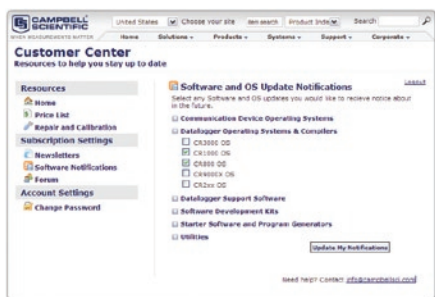 CAMPBELL SCIENTIFIC
WHEN MEASUREMENTS MATTER
United States Choose your site Product Index Search
Home Solutions Products Systems Support Corporate
Customer Center
Resources to help you stay up to date
Resources
Home
Price List
Repair and Calibration
Subscription Settings
Newsletters
Software Notifications
Forum
Account Settings
Change Password
Logout
Software and OS Update Notifications
Select any Software and OS updates you would like to recieve notice about
in the future.
Communication Device Operating Systems
Datalogger Operating Systems & Compilers
CR3000 OS
CR1000 OS
CR800 OS
CR9000X OS
CR2xx OS
Datalogger Support Software
Software Development Kits
Starter Software and Program Generators
Utilities
Update My Notifications
Need help? Contact info@campbellsci.com